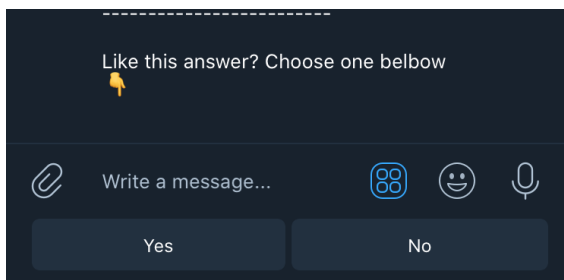 ---------------------------
Like this answer? Choose one belbow
👇
Write a message...
Yes
No